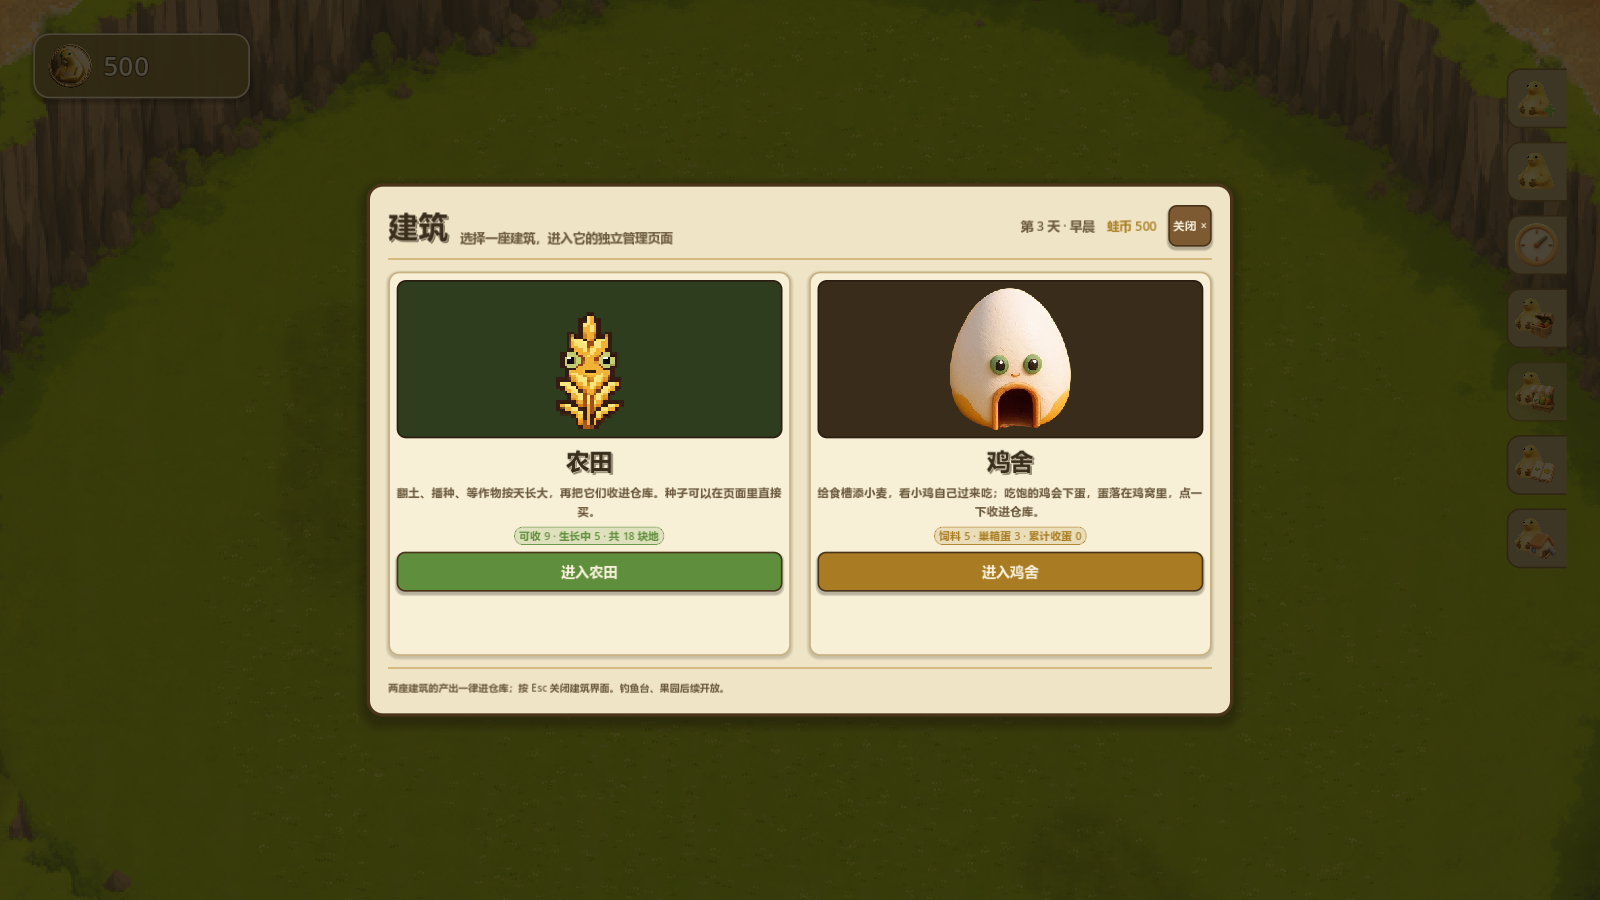 500
建筑
选择一座建筑，进入它的独立管理页面
第 3 天 · 早晨
蛙币 500
关闭 ×
农田
翻土、播种、等作物按天长大，再把它们收进仓库。种子可以在页面里直接
买。
可收 9 · 生长中 5 · 共 18 块地
进入农田
鸡舍
给食槽添小麦，看小鸡自己过来吃；吃饱的鸡会下蛋，蛋落在鸡窝里，点一
下收进仓库。
饲料 5 · 巢箱蛋 3 · 累计收蛋 0
进入鸡舍
两座建筑的产出一律进仓库；按 Esc 关闭建筑界面。钓鱼台、果园后续开放。